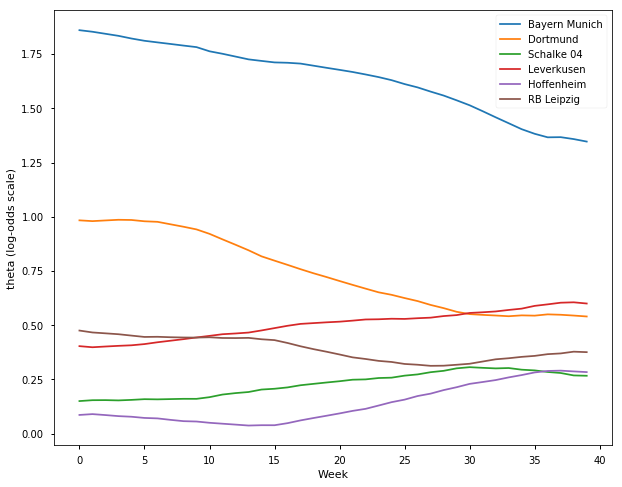 Bayern Munich
Dortmund
Schalke 04
Leverkusen
Hoffenheim
RB Leipzig
1.75
1.50
1.25
1.00
0.75
0.50
0.25
0.00
theta (log-odds scale)
0 5 10 15 20 25 30 35 40
Week